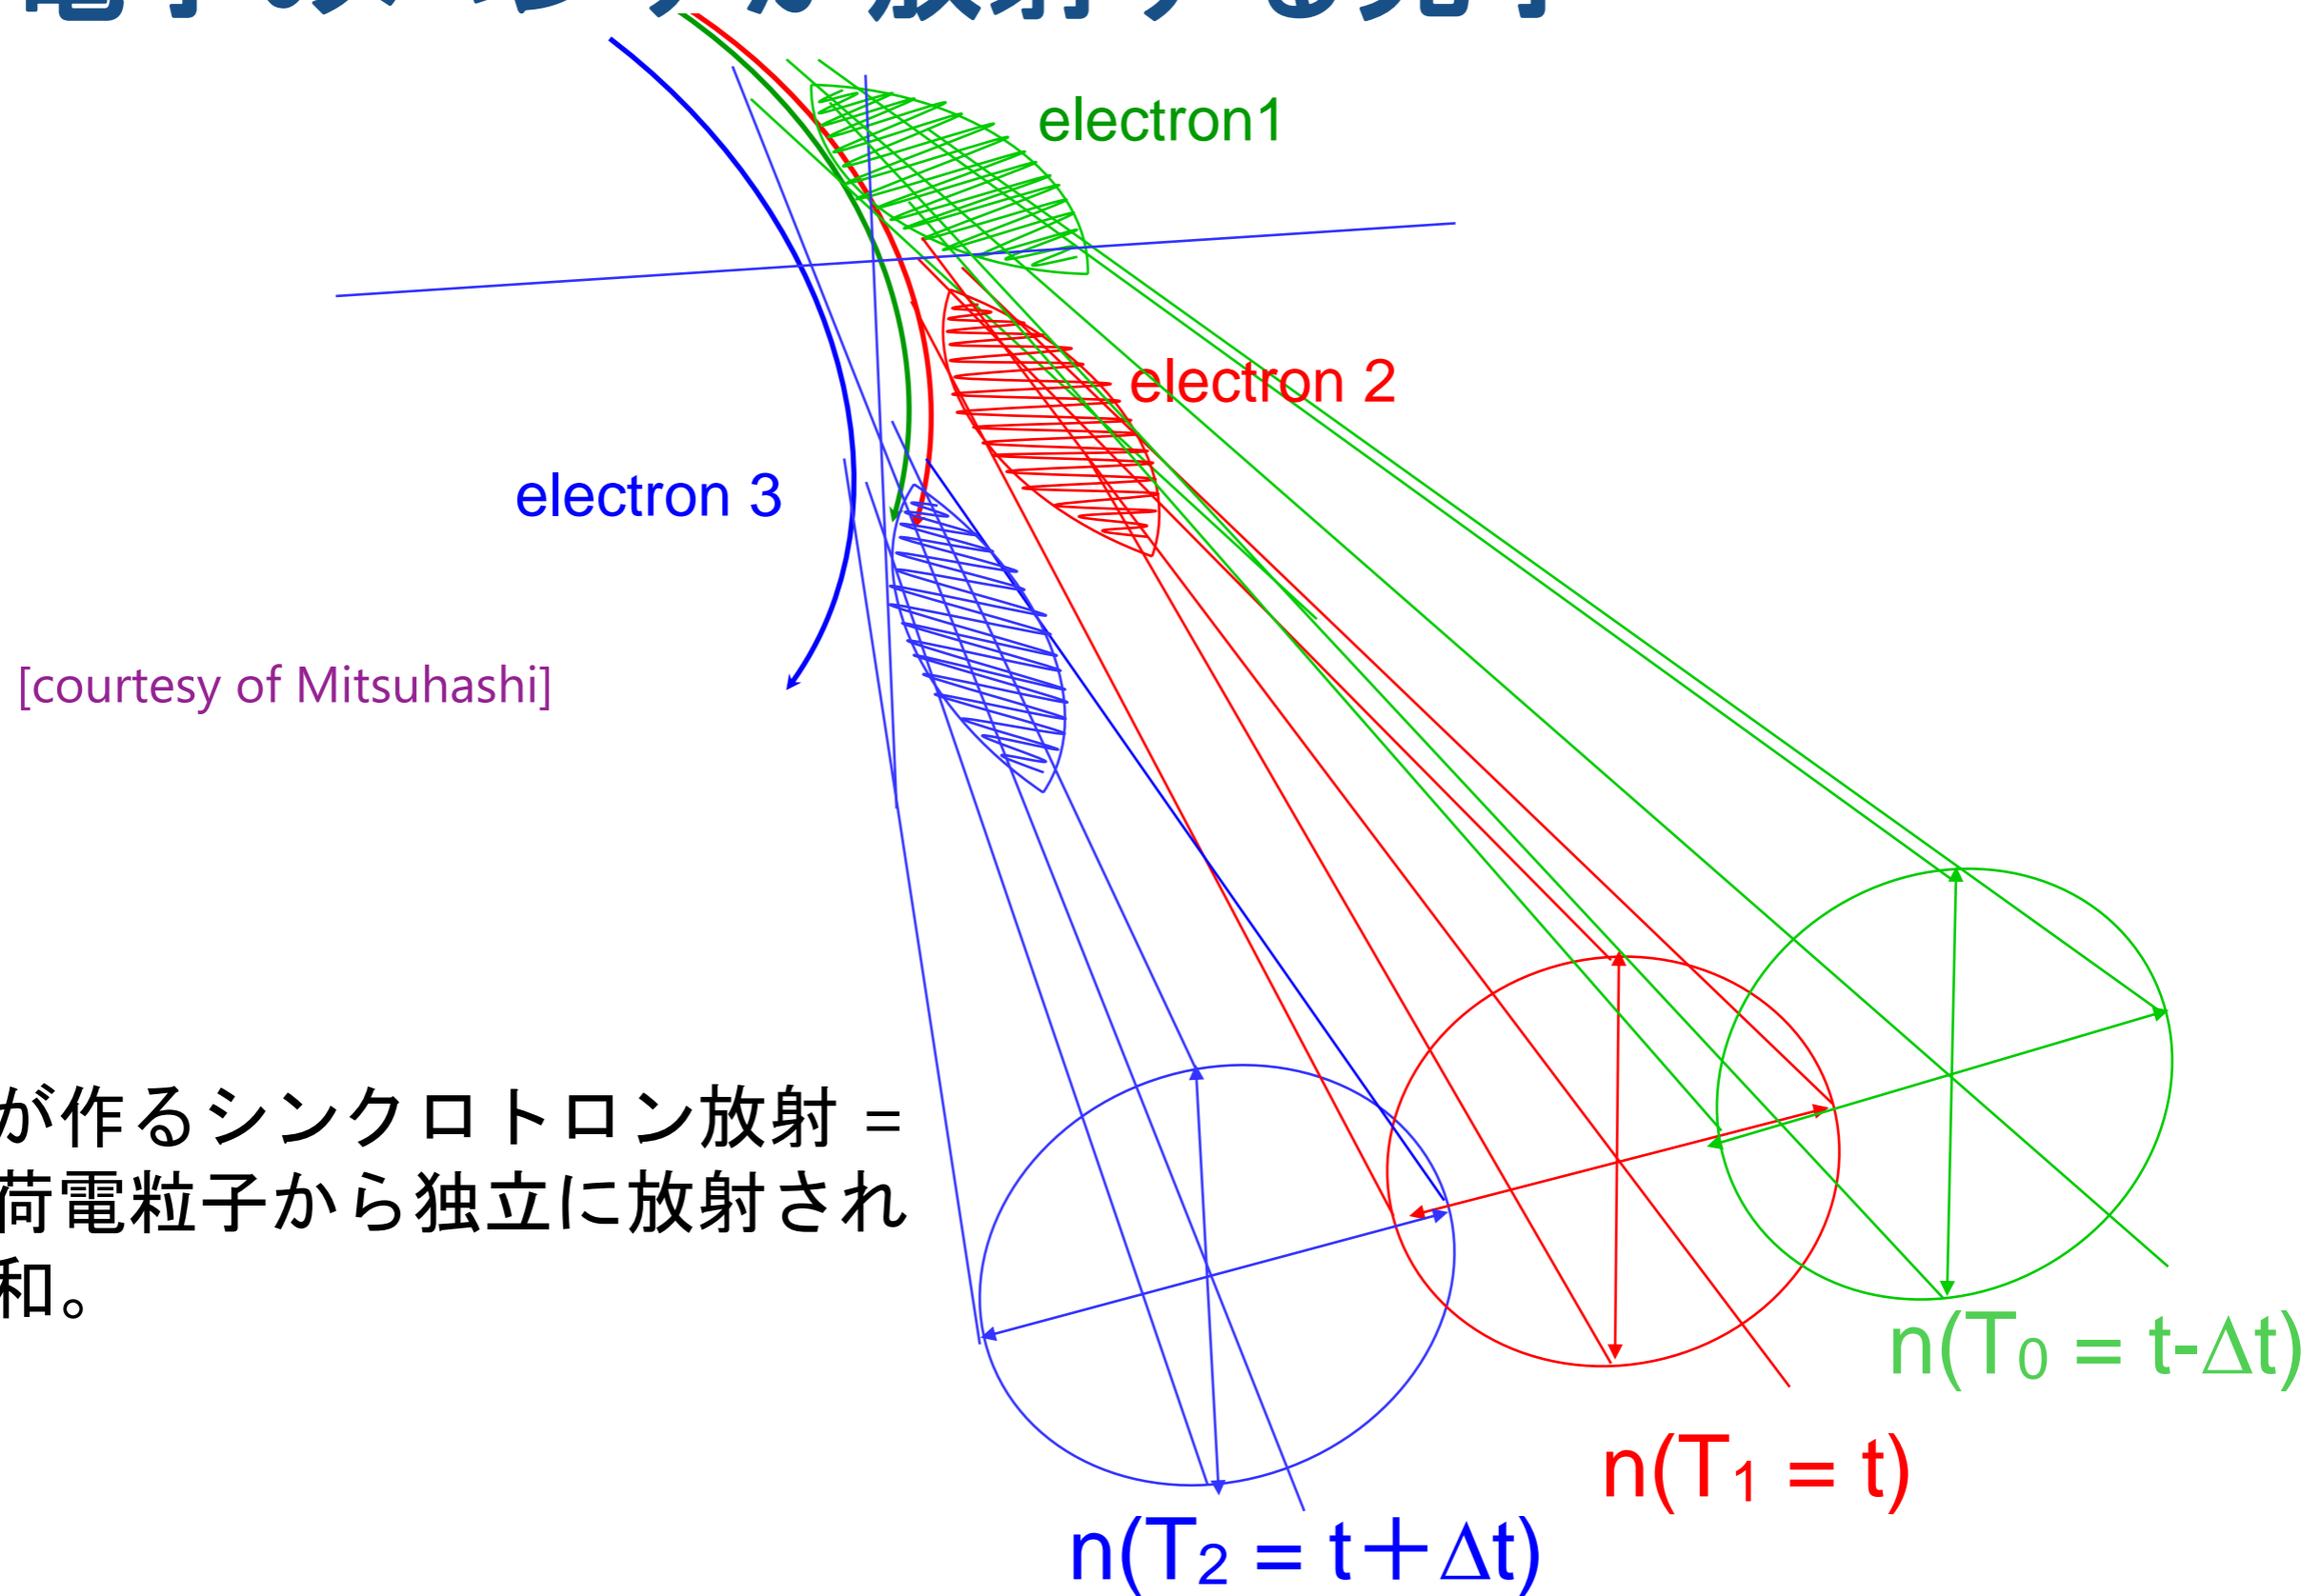 electron1
electron 2
electron 3
[courtesy of Mitsuhashi]
が作るシンクロトロン放射 =
荷電粒子から独立に放射され
和。
n(T₀ = t-Δt)
n(T₁ = t)
n(T₂ = t＋Δt)